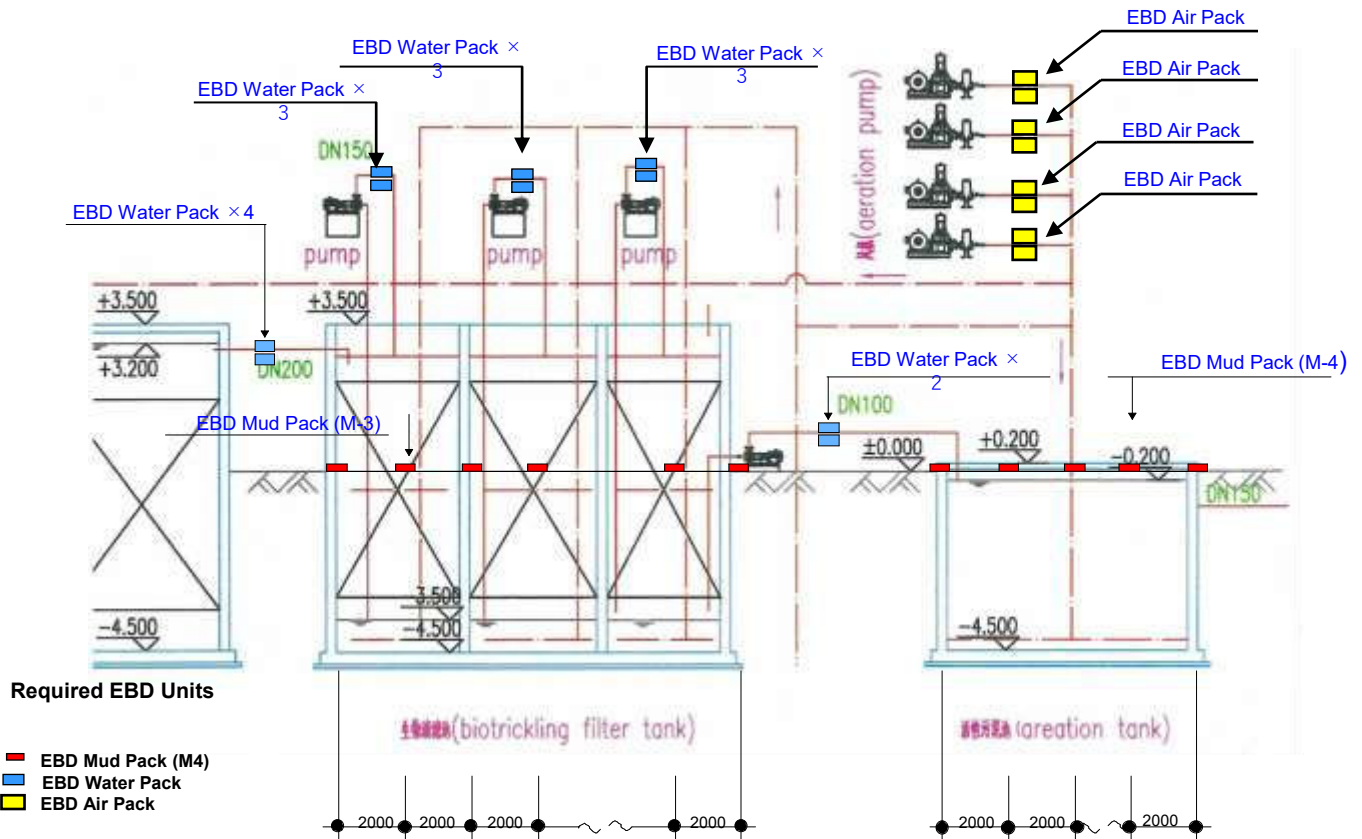 EBD Air Pack
EBD Water Pack ×
3
EBD Water Pack ×
3
EBD Air Pack
EBD Water Pack ×
3
EBD Air Pack
DN150
(aeration pump)
EBD Air Pack
EBD Water Pack ×4
pump
pump
pump
+3.500
+3.500
+3.200
DN200
EBD Water Pack ×
2
EBD Mud Pack (M-4)
DN100
EBD Mud Pack (M-3)
±0.000
+0.200
-0.200
DN150
-4.500
3.500
-4.500
-4.500
Required EBD Units
(biotrickling filter tank)
(areation tank)
EBD Mud Pack (M4)
EBD Water Pack
EBD Air Pack
2000 2000 2000 2000
2000 2000 2000